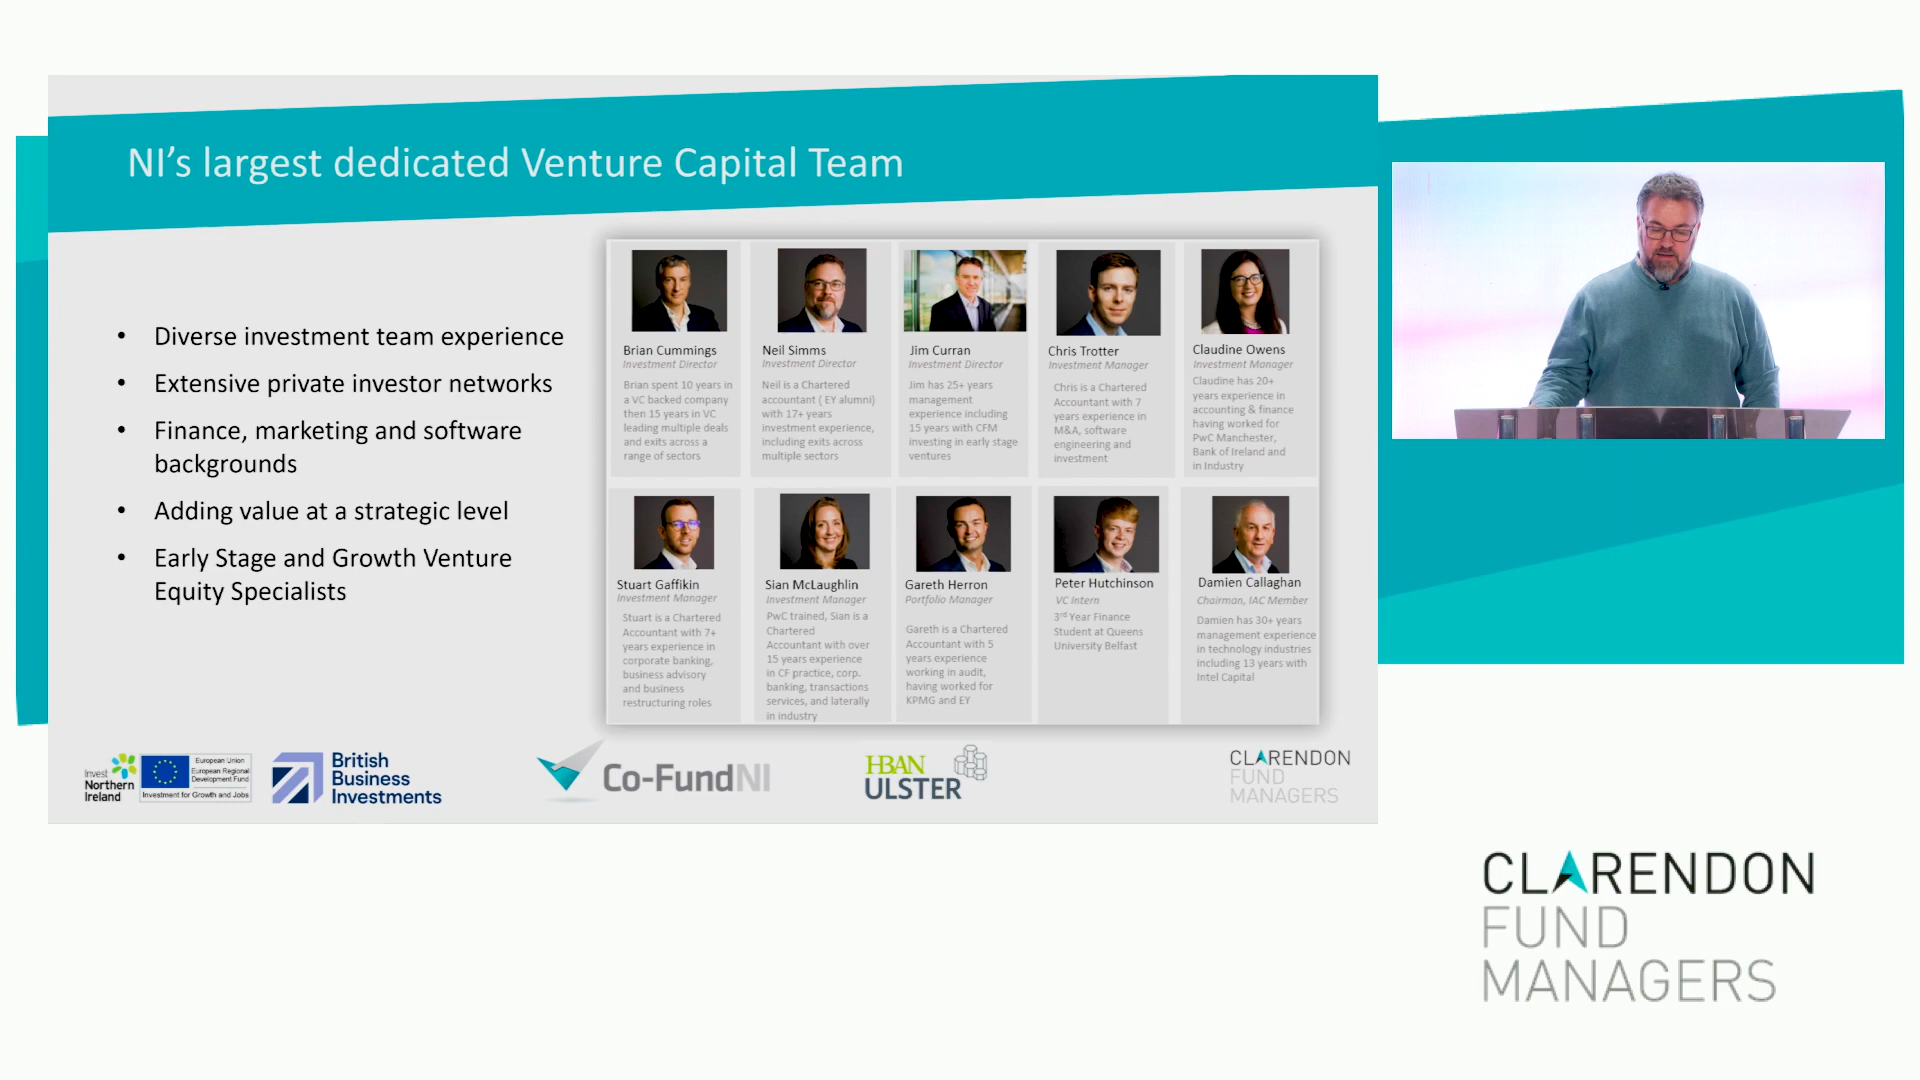 NI’s largest dedicated Venture Capital Team
• Diverse investment team experience
• Extensive private investor networks
• Finance, marketing and software
backgrounds
• Adding value at a strategic level
• Early Stage and Growth Venture
Equity Specialists
Brian Cummings
Investment Director
Brian spent 10 years in
a VC backed company
then 15 years in VC
leading multiple deals
and exits across a
range of sectors
Neil Simms
Investment Director
Neil is a Chartered
accountant ( EY alumni)
with 17+ years
investment experience,
including exits across
multiple sectors
Jim Curran
Investment Director
Jim has 25+ years
management
experience including
15 years with CFM
investing in early stage
ventures
Chris Trotter
Investment Manager
Chris is a Chartered
Accountant with 7
years experience in
M&A, software
engineering and
investment
Claudine Owens
Investment Manager
Claudine has 20+
years experience in
accounting & finance
having worked for
PwC Manchester,
Bank of Ireland and
in Industry
Stuart Gaffikin
Investment Manager
Stuart is a Chartered
Accountant with 7+
years experience in
corporate banking,
business advisory
and business
restructuring roles
Sian McLaughlin
Investment Manager
PwC trained, Sian is a
Chartered
Accountant with over
15 years experience
in CF practice, corp.
banking, transactions
services, and laterally
in industry
Gareth Herron
Portfolio Manager
Gareth is a Chartered
Accountant with 5
years experience
working in audit,
having worked for
KPMG and EY
Peter Hutchinson
VC Intern
3rd Year Finance
Student at Queens
University Belfast
Damien Callaghan
Chairman, IAC Member
Damien has 30+ years
management experience
in technology industries
including 13 years with
Intel Capital
Invest
Northern
Ireland
European Union
European Regional
Development Fund
Investment for Growth and Jobs
British
Business
Investments
Co-FundNI
HBAN
ULSTER
CLARENDON
FUND
MANAGERS
CLARENDON
FUND
MANAGERS